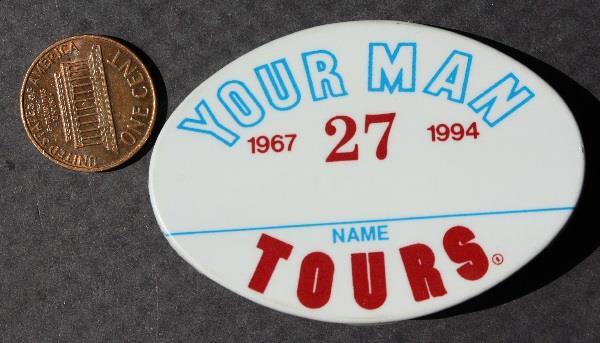 YOUR MAN
1967 27 1994
NAME
TOURS
UNITED STATES OF AMERICA
ONE CENT